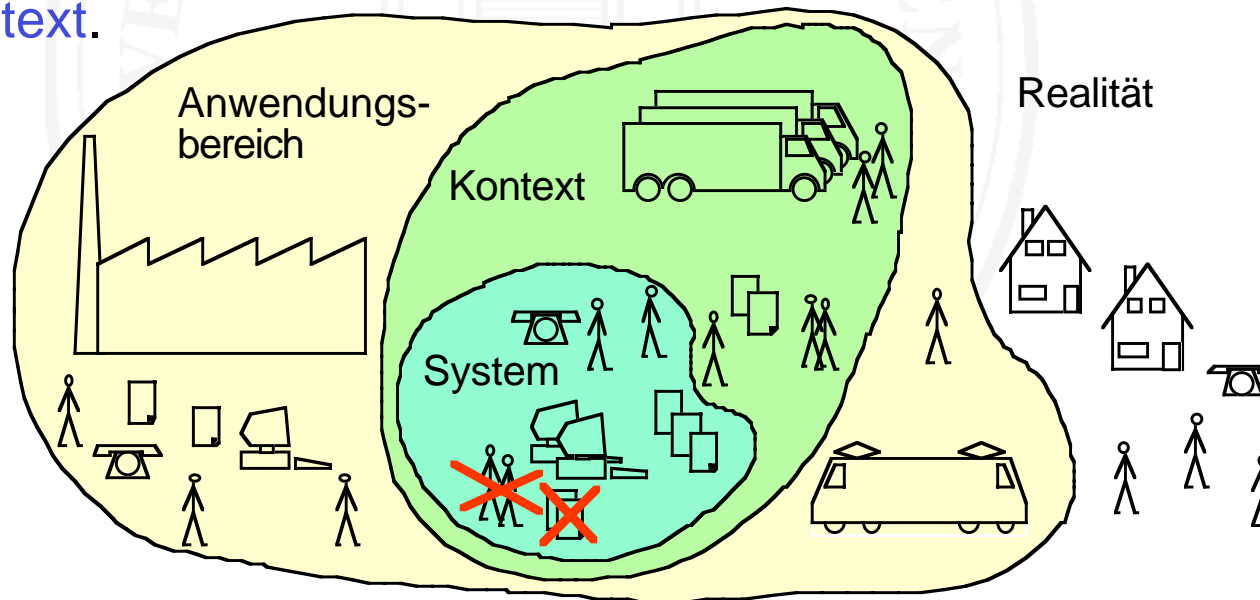 text.
Anwendungs-
bereich
Realität
Kontext
System